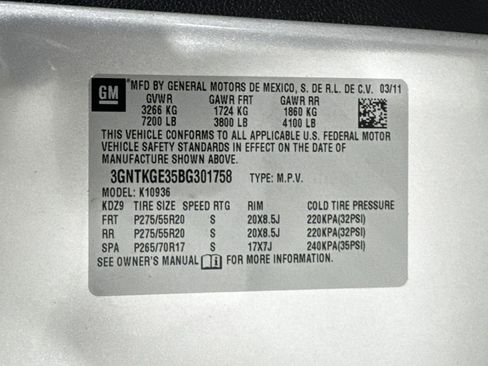 GM MFD BY GENERAL MOTORS DE MEXICO, S. DE R.L. DE C.V. 03/11
GVWR GAWR FRT GAWR RR
3266 KG 1724 KG 1860 KG
7200 LB 3800 LB 4100 LB
THIS VEHICLE CONFORMS TO ALL APPLICABLE U.S. FEDERAL MOTOR
VEHICLE SAFETY STANDARDS IN EFFECT ON THE DATE OF
MANUFACTURE SHOWN ABOVE.
3GNTKGE35BG301758 TYPE: M.P.V.
MODEL: K10936
KDZ9 TIRE SIZE SPEED RTG RIM COLD TIRE PRESSURE
FRT P275/55R20 S 20X8.5J 220KPA(32PSI)
RR P275/55R20 S 20X8.5J 220KPA(32PSI)
SPA P265/70R17 S 17X7J 240KPA(35PSI)
SEE OWNER'S MANUAL FOR MORE INFORMATION.